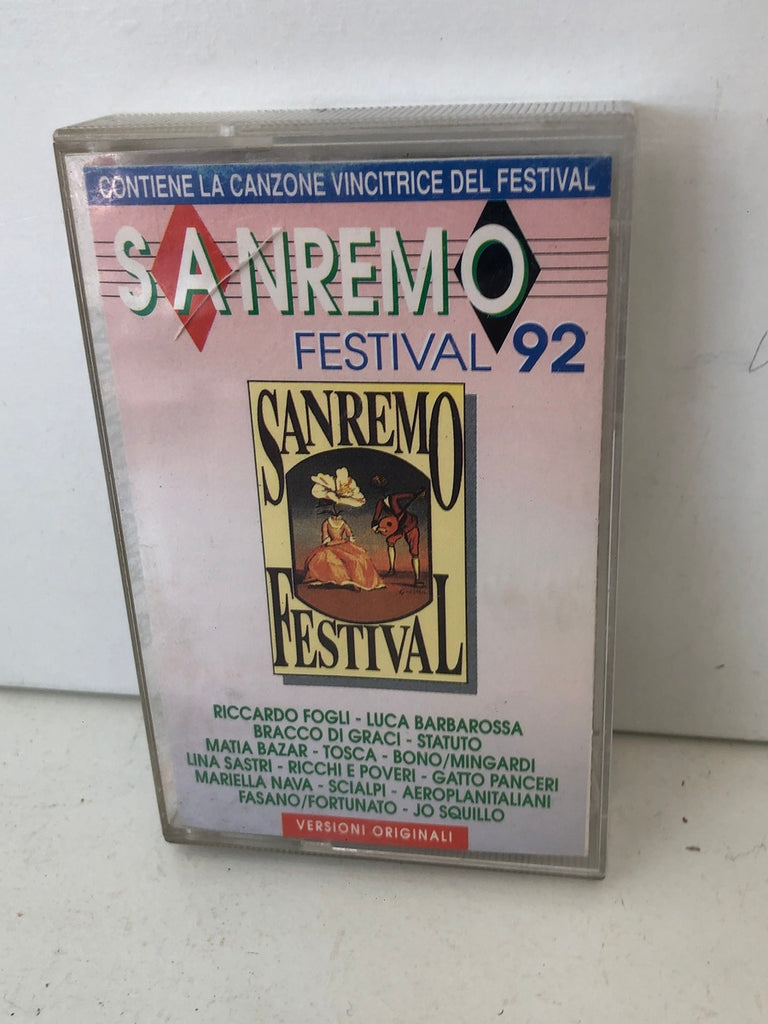 CONTIENE LA CANZONE VINCITRICE DEL FESTIVAL
SANREMO
FESTIVAL '92
SANREMO
FESTIVAL
RICCARDO FOGLI - LUCA BARBAROSSA
BRACCO DI GRACI - STATUTO
MATIA BAZAR - TOSCA - BONO/MINGARDI
LINA SASTRI - RICCHI E POVERI - GATTO PANCERI
MARIELLA NAVA - SCIALPI - AEROPLANITALIANI
FASANO/FORTUNATO - JO SQUILLO
VERSIONI ORIGINALI